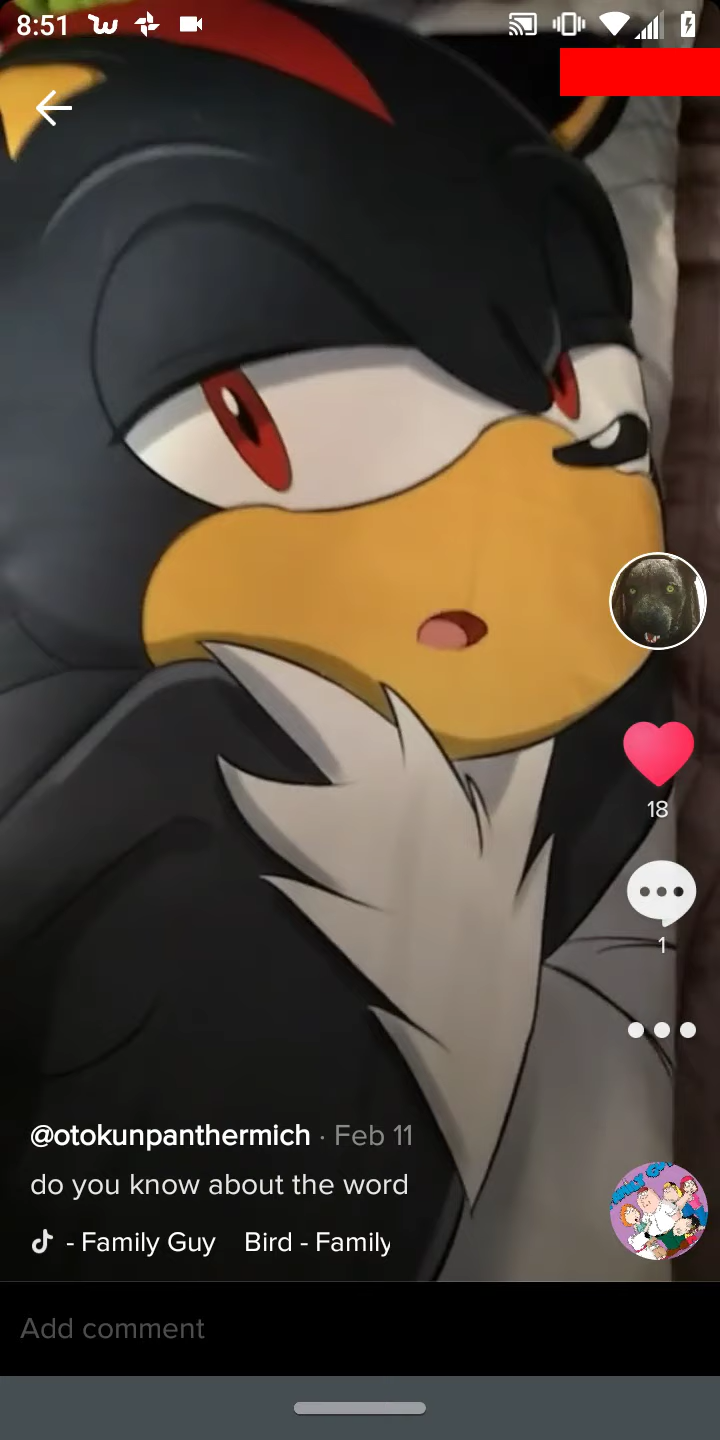 8:51
18
1
@otokunpanthermich · Feb 11
do you know about the word
- Family Guy Bird - Family
Add comment